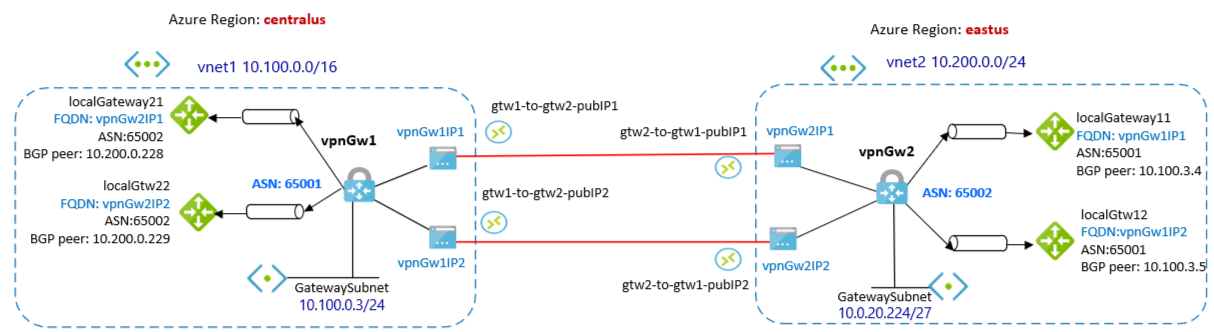 Azure Region: centralus
Azure Region: eastus
vnet1 10.100.0.0/16
vnet2 10.200.0.0/24
localGateway21
FQDN: vpnGw2IP1
ASN:65002
BGP peer: 10.200.0.228
localGtw22
FQDN: vpnGw2IP2
ASN:65002
BGP peer: 10.200.0.229
vpnGw1
ASN: 65001
vpnGw1IP1
vpnGw1IP2
GatewaySubnet
10.100.0.3/24
gtw1-to-gtw2-pubIP1
gtw2-to-gtw1-pubIP1
gtw1-to-gtw2-pubIP2
gtw2-to-gtw1-pubIP2
vpnGw2IP1
vpnGw2IP2
vpnGw2
ASN: 65002
GatewaySubnet
10.0.20.224/27
localGateway11
FQDN: vpnGw1IP1
ASN:65001
BGP peer: 10.100.3.4
localGtw12
FQDN:vpnGw1IP2
ASN:65001
BGP peer: 10.100.3.5